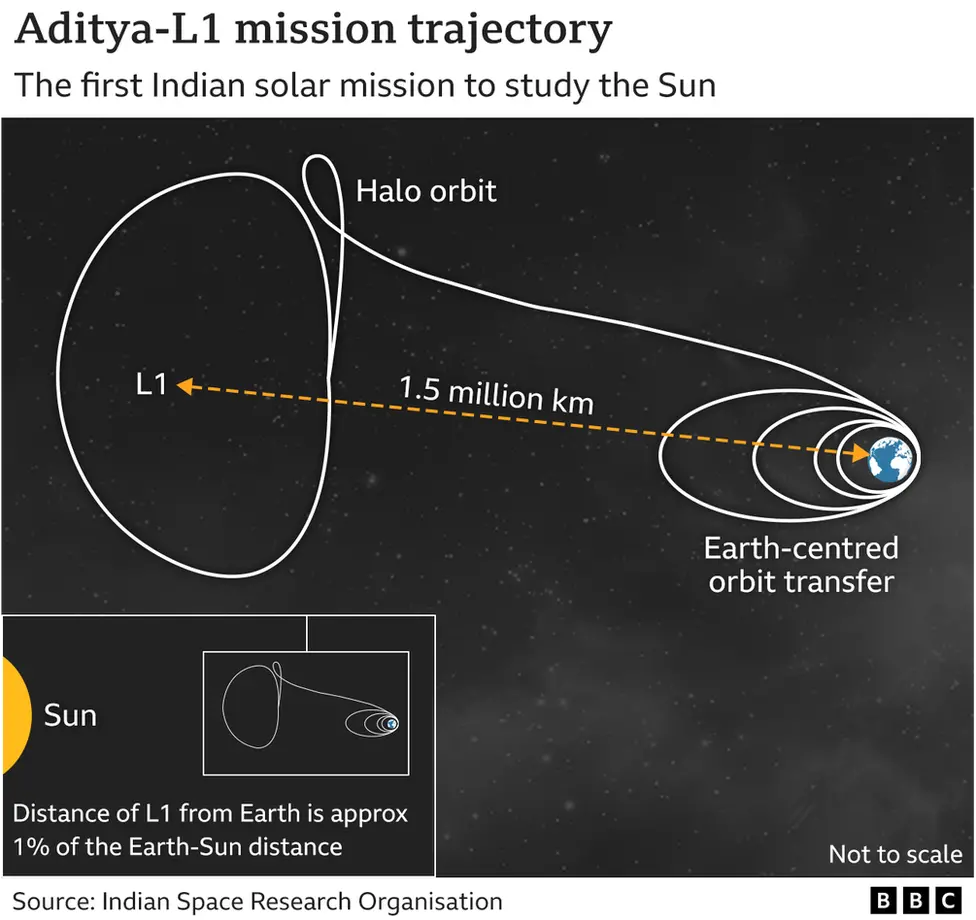 Aditya-L1 mission trajectory
The first Indian solar mission to study the Sun
Halo orbit
L1
1.5 million km
Earth-centred
orbit transfer
Sun
Distance of L1 from Earth is approx
1% of the Earth-Sun distance
Not to scale
Source: Indian Space Research Organisation
BBC